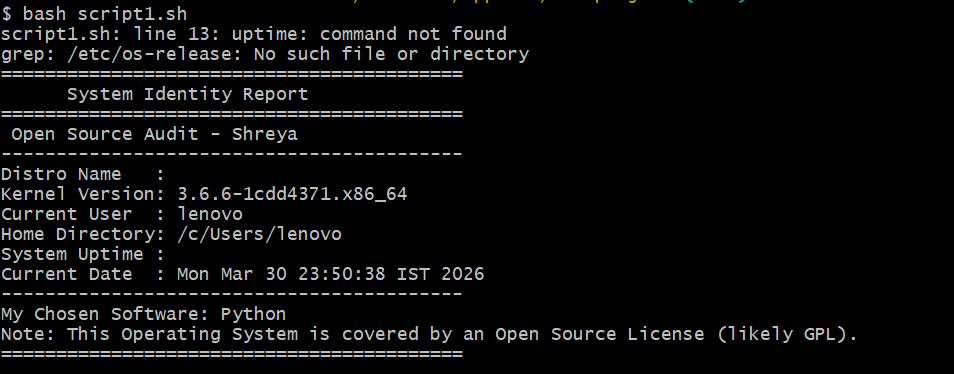 $ bash script1.sh
script1.sh: line 13: uptime: command not found
grep: /etc/os-release: No such file or directory
==========================================
      System Identity Report
==========================================
 Open Source Audit - Shreya
------------------------------------------
Distro Name   :
Kernel Version: 3.6.6-1cdd4371.x86_64
Current User  : lenovo
Home Directory: /c/Users/lenovo
System Uptime :
Current Date  : Mon Mar 30 23:50:38 IST 2026
------------------------------------------
My Chosen Software: Python
Note: This Operating System is covered by an Open Source License (likely GPL).
==========================================